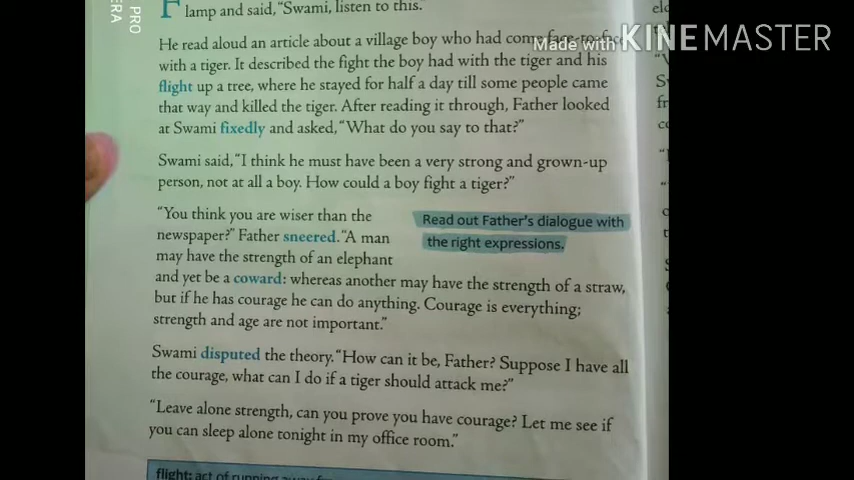 PRO
ERA
Made with KINEMASTER
lamp and said, "Swami, listen to this."
He read aloud an article about a village boy who had come face-to-face
with a tiger. It described the fight the boy had with the tiger and his
flight up a tree, where he stayed for half a day till some people came
that way and killed the tiger. After reading it through, Father looked
at Swami fixedly and asked, "What do you say to that?"
Swami said, "I think he must have been a very strong and grown-up
person, not at all a boy. How could a boy fight a tiger?"
"You think you are wiser than the
newspaper?" Father sneered. "A man
may have the strength of an elephant
Read out Father's dialogue with
the right expressions.
and yet be a coward: whereas another may have the strength of a straw,
but if he has courage he can do anything. Courage is everything;
strength and age are not important."
Swami disputed the theory. "How can it be, Father? Suppose I have all
the courage, what can I do if a tiger should attack me?"
"Leave alone strength, can you prove you have courage? Let me see if
you can sleep alone tonight in my office room."
flight: act of running away